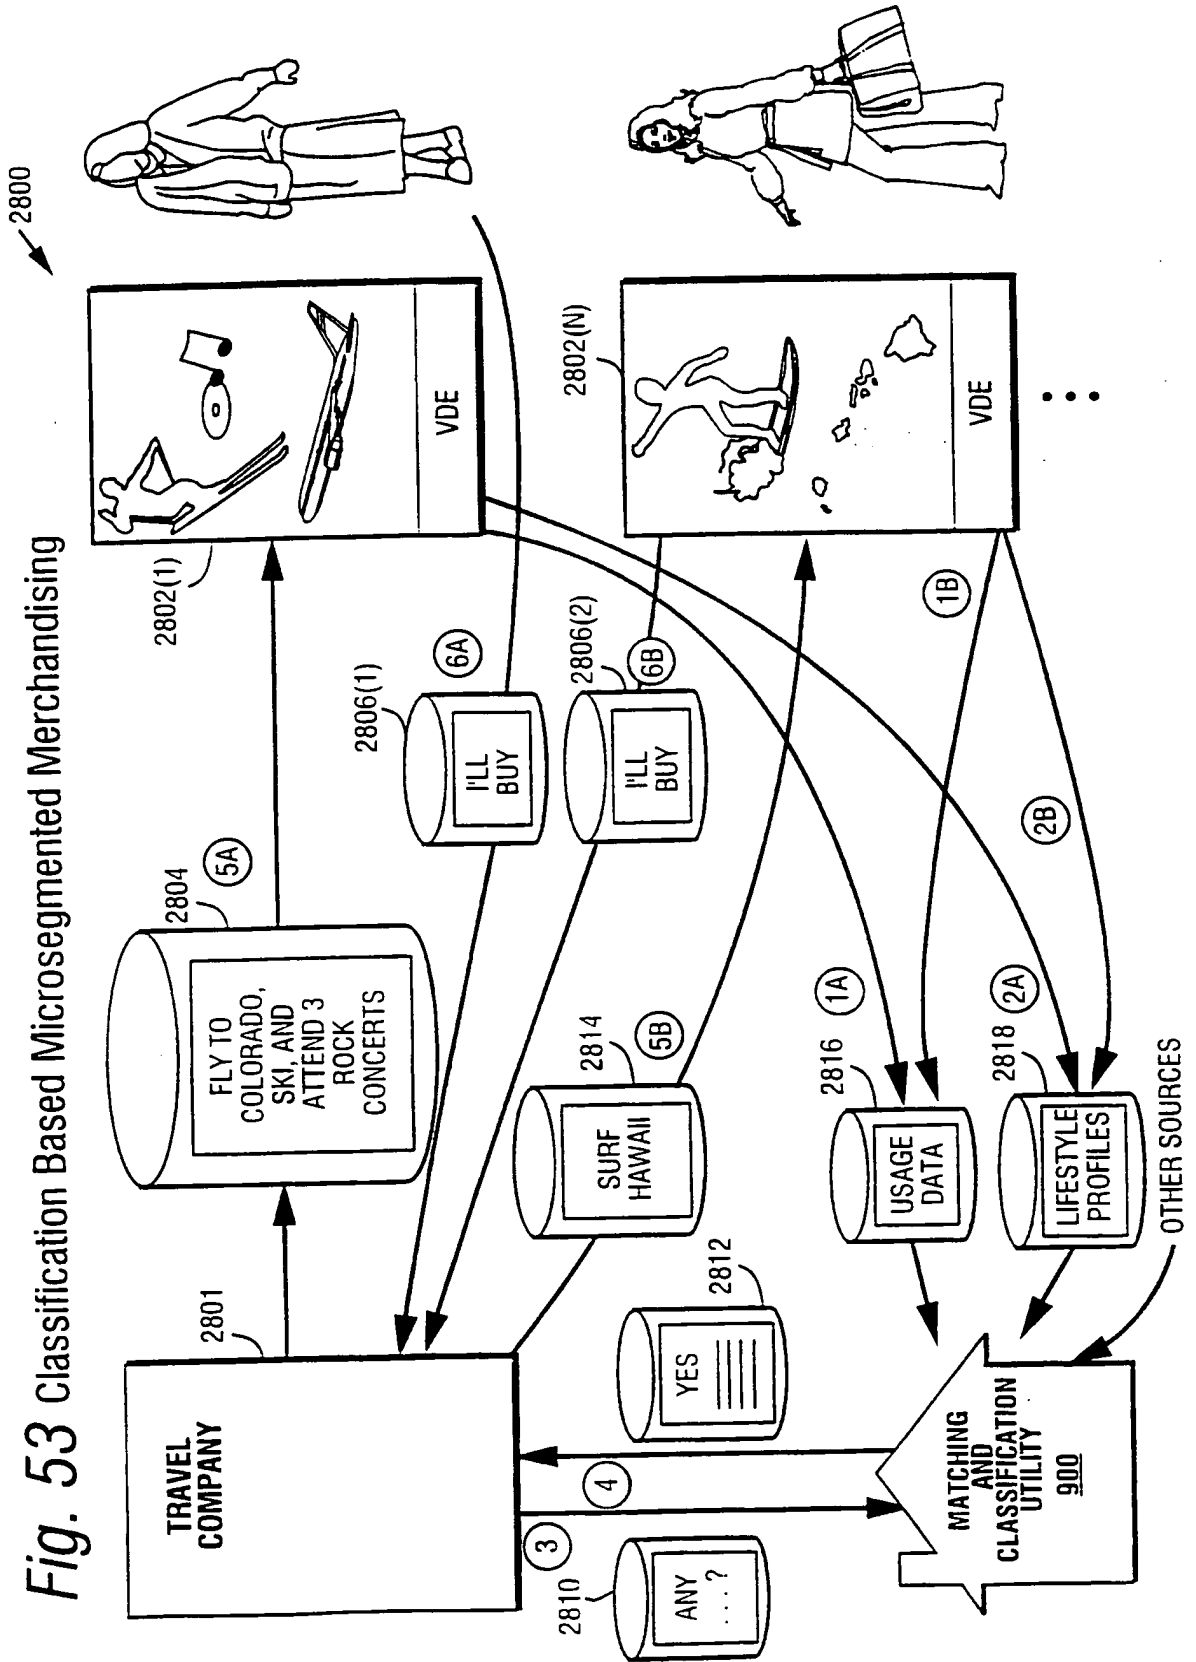 Fig. 53 Classification Based Microsegmented Merchandising
2800
TRAVEL
COMPANY
2801
2804
FLY TO
COLORADO,
SKI, AND
ATTEND 3
ROCK
CONCERTS
5A
2802(1)
VDE
2806(1)
I'LL
BUY
6A
2806(2)
I'LL
BUY
6B
2802(N)
VDE
2814
SURF
HAWAII
5B
3
4
2810
ANY
....?
2812
YES
1A
1B
2816
USAGE
DATA
2A
2B
2818
LIFESTYLE
PROFILES
MATCHING
AND
CLASSIFICATION
UTILITY
900
OTHER SOURCES